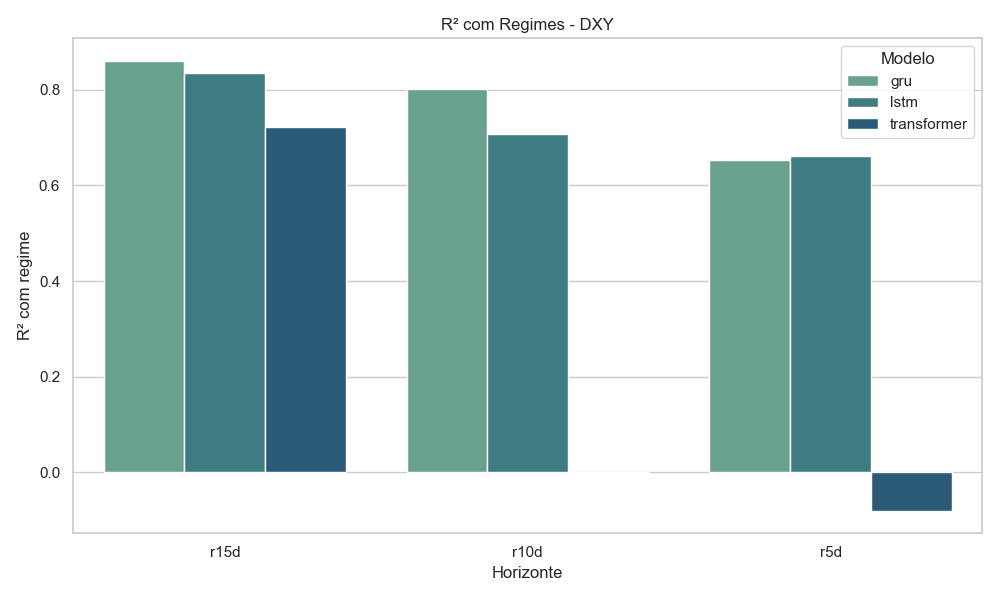 R² com Regimes - DXY
Modelo
gru
lstm
transformer
R² com regime
0.8
0.6
0.4
0.2
0.0
r15d
r10d
r5d
Horizonte